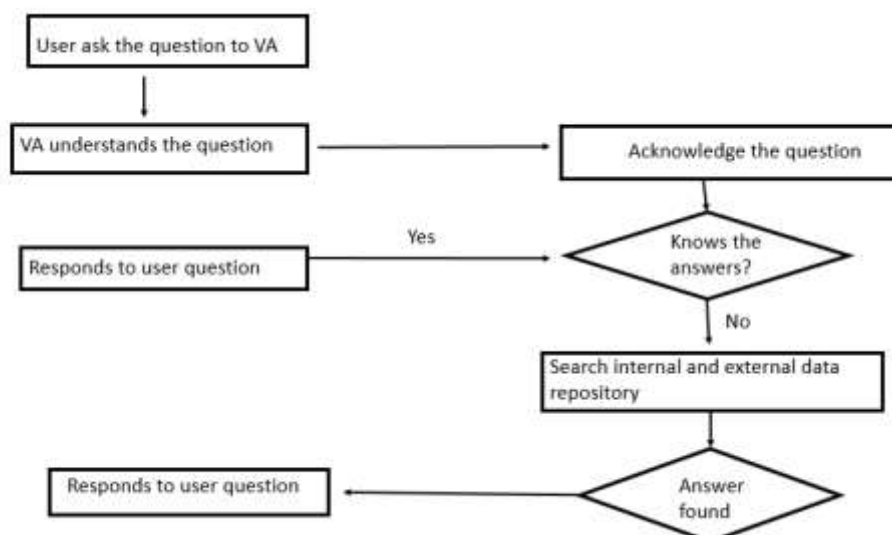 User ask the question to VA
VA understands the question
Acknowledge the question
Yes
Knows the
answers?
Responds to user question
No
Search internal and external data
repository
Responds to user question
Answer
found